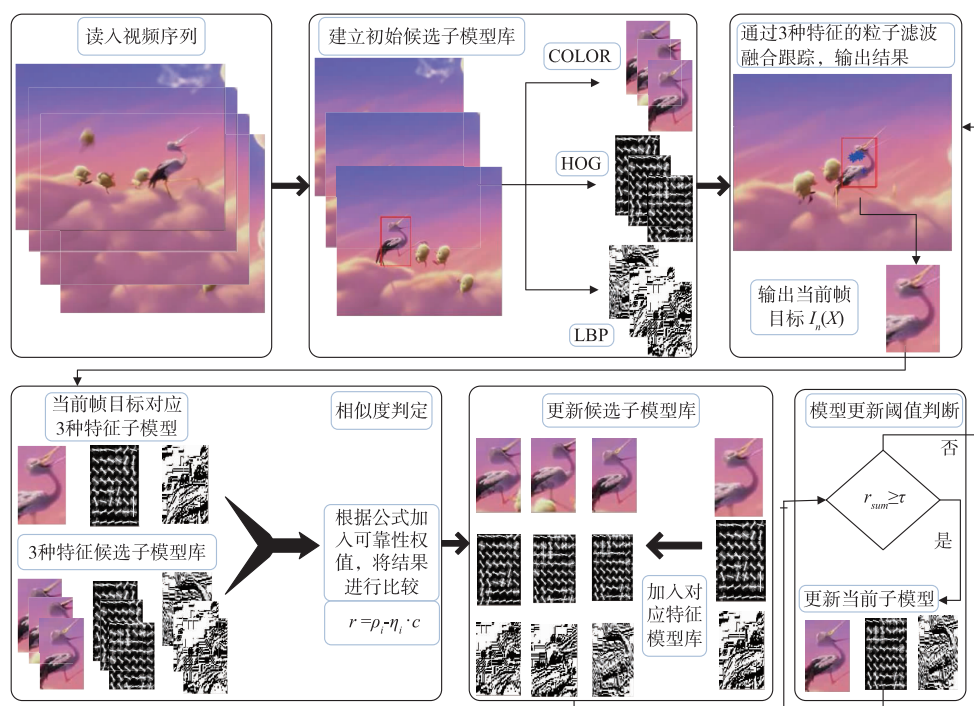 读入视频序列
建立初始候选子模型库
COLOR
HOG
LBP
通过3种特征的粒子滤波
融合跟踪，输出结果
输出当前帧
目标 Iₙ(X)
当前帧目标对应
3种特征子模型
相似度判定
3种特征候选子模型库
根据公式加
入可靠性权
值，将结果
进行比较
r =ρᵢ-ηᵢ · c
更新候选子模型库
加入对
应特征
模型库
模型更新阈值判断
否
r_sum≥τ
是
更新当前子模型